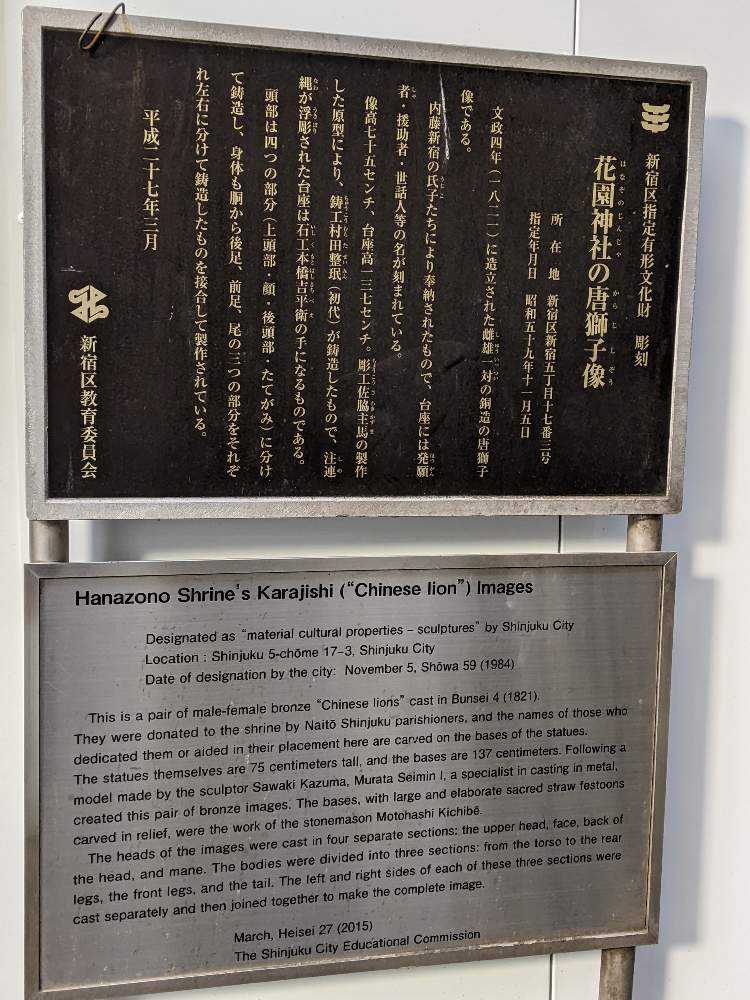 新宿区指定有形文化財　彫刻
はなぞのじんじゃ　からじしぞう
花園神社の唐獅子像
所在地　新宿区新宿五丁目十七番三号
指定年月日　昭和五十九年十一月五日
文政四年（一八二一）に造立された雌雄一対の銅造の唐獅子
像である。
内藤新宿の氏子たちにより奉納されたもので、台座には発願
者・援助者・世話人等の名が刻まれている。
像高七十五センチ、台座高一三七センチ。彫工佐脇主馬の製作
した原型により、鋳工村田整珉（初代）が鋳造したもので、注連
縄が浮彫された台座は石工本橋吉平衛の手になるものである。
頭部は四つの部分（上頭部・顔・後頭部・たてがみ）に分け
て鋳造し、身体も胴から後足、前足、尾の三つの部分をそれぞ
れ左右に分けて鋳造したものを接合して製作されている。
平成二十七年三月
新宿区教育委員会
Hanazono Shrine's Karajishi (“Chinese lion”) Images
Designated as “material cultural properties – sculptures” by Shinjuku City
Location : Shinjuku 5-chōme 17-3, Shinjuku City
Date of designation by the city: November 5, Shōwa 59 (1984)
This is a pair of male-female bronze “Chinese lions” cast in Bunsei 4 (1821).
They were donated to the shrine by Naitō Shinjuku parishioners, and the names of those who
dedicated them or aided in their placement here are carved on the bases of the statues.
The statues themselves are 75 centimeters tall, and the bases are 137 centimeters. Following a
model made by the sculptor Sawaki Kazuma, Murata Seimin I, a specialist in casting in metal,
created this pair of bronze images. The bases, with large and elaborate sacred straw festoons
carved in relief, were the work of the stonemason Motohashi Kichibē.
The heads of the images were cast in four separate sections: the upper head, face, back of
the head, and mane. The bodies were divided into three sections: from the torso to the rear
legs, the front legs, and the tail. The left and right sides of each of these three sections were
cast separately and then joined together to make the complete image.
March, Heisei 27 (2015)
The Shinjuku City Educational Commission